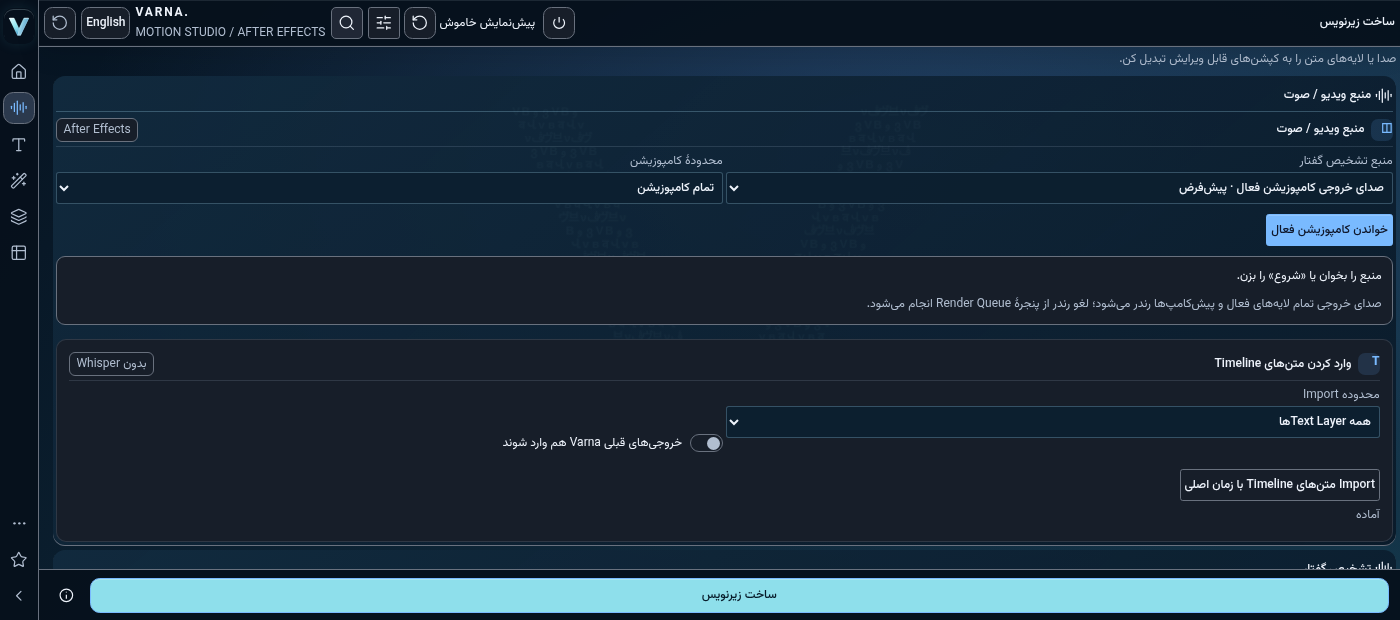 ساخت زیرنویس
پیش‌نمایش خاموش
VARNA.
MOTION STUDIO / AFTER EFFECTS
English
صدا یا لایه‌های متن را به کپشن‌های قابل ویرایش تبدیل کن.
منبع ویدیو / صوت
منبع ویدیو / صوت
After Effects
منبع تشخیص گفتار
محدودهٔ کامپوزیشن
صدای خروجی کامپوزیشن فعال · پیش‌فرض
تمام کامپوزیشن
خواندن کامپوزیشن فعال
منبع را بخوان یا «شروع» را بزن.
صدای خروجی تمام لایه‌های فعال و پیش‌کامپ‌ها رندر می‌شود؛ لغو رندر از پنجرهٔ Render Queue انجام می‌شود.
T
وارد کردن متن‌های Timeline
بدون Whisper
محدوده Import
همه Text Layerها
خروجی‌های قبلی Varna هم وارد شوند
Import متن‌های Timeline با زمان اصلی
آماده
تشخیص گفتار
ساخت زیرنویس